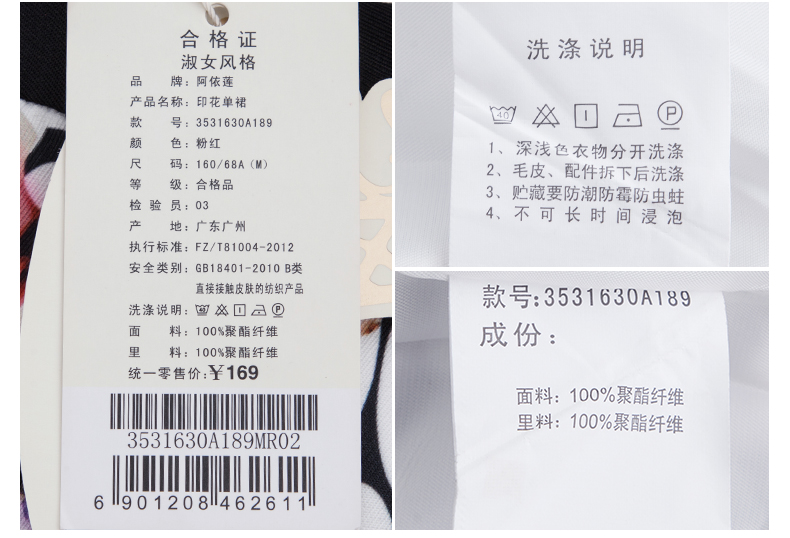 合格证
淑女风格
品 牌：阿依莲
产品名称：印花单裙
款 号：3531630A189
颜 色：粉红
尺 码：160/68A（M）
等 级：合格品
检 验 员：03
产 地：广东广州
执行标准：FZ/T81004-2012
安全类别：GB18401-2010 B类
直接接触皮肤的纺织产品
洗涤说明：
面 料：100%聚酯纤维
里 料：100%聚酯纤维
统一零售价：￥169
3531630A189MR02
6 901208 462611
洗涤说明
40 P
1、深浅色衣物分开洗涤
2、毛皮、配件拆下后洗涤
3、贮藏要防潮防霉防虫蛀
4、不可长时间浸泡
款号:3531630A189
成份：
面料：100%聚酯纤维
里料：100%聚酯纤维